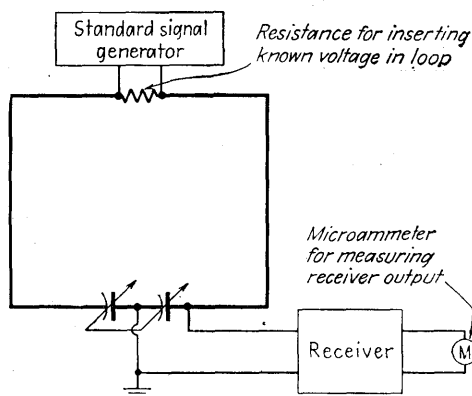 Standard signal
generator
Resistance for inserting
known voltage in loop
Microammeter
for measuring
receiver output
Receiver
M